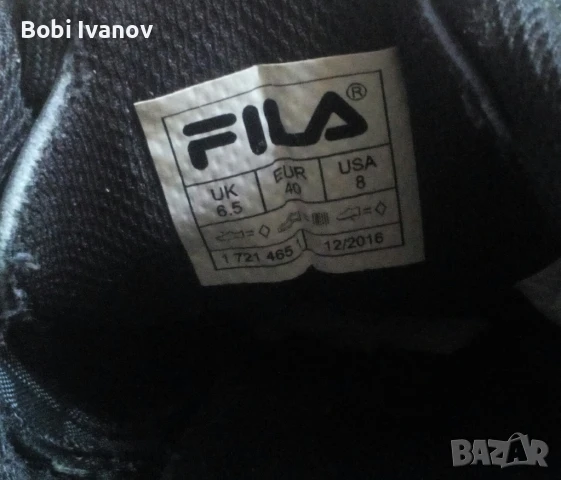 Bobi Ivanov
FILA®
UK EUR USA
6.5 40 8
= =
1 721 465 12/2016
BAZAR